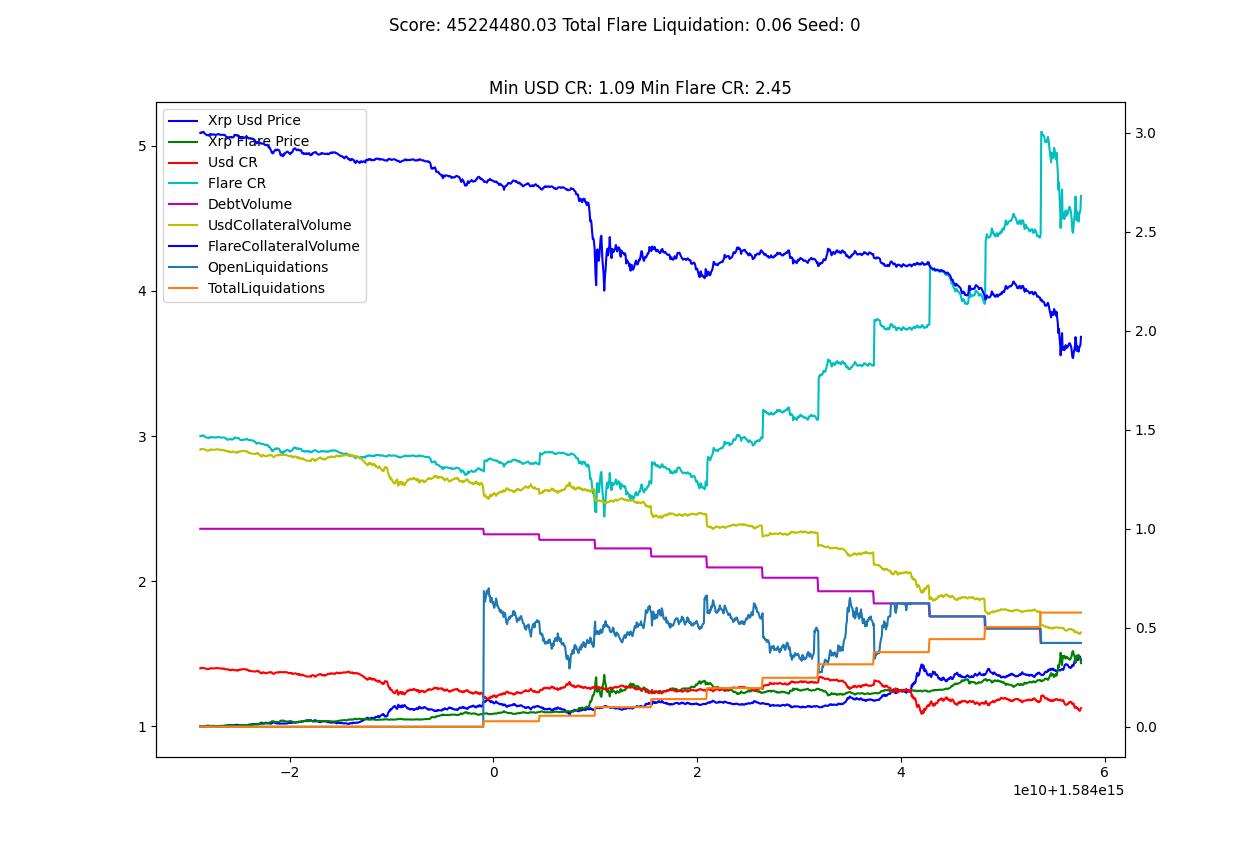 Score: 45224480.03 Total Flare Liquidation: 0.06 Seed: 0
Min USD CR: 1.09 Min Flare CR: 2.45
Xrp Usd Price
Xrp Flare Price
Usd CR
Flare CR
DebtVolume
UsdCollateralVolume
FlareCollateralVolume
OpenLiquidations
TotalLiquidations
5
4
3
2
1
3.0
2.5
2.0
1.5
1.0
0.5
0.0
−2 0 2 4 6
1e10+1.584e15